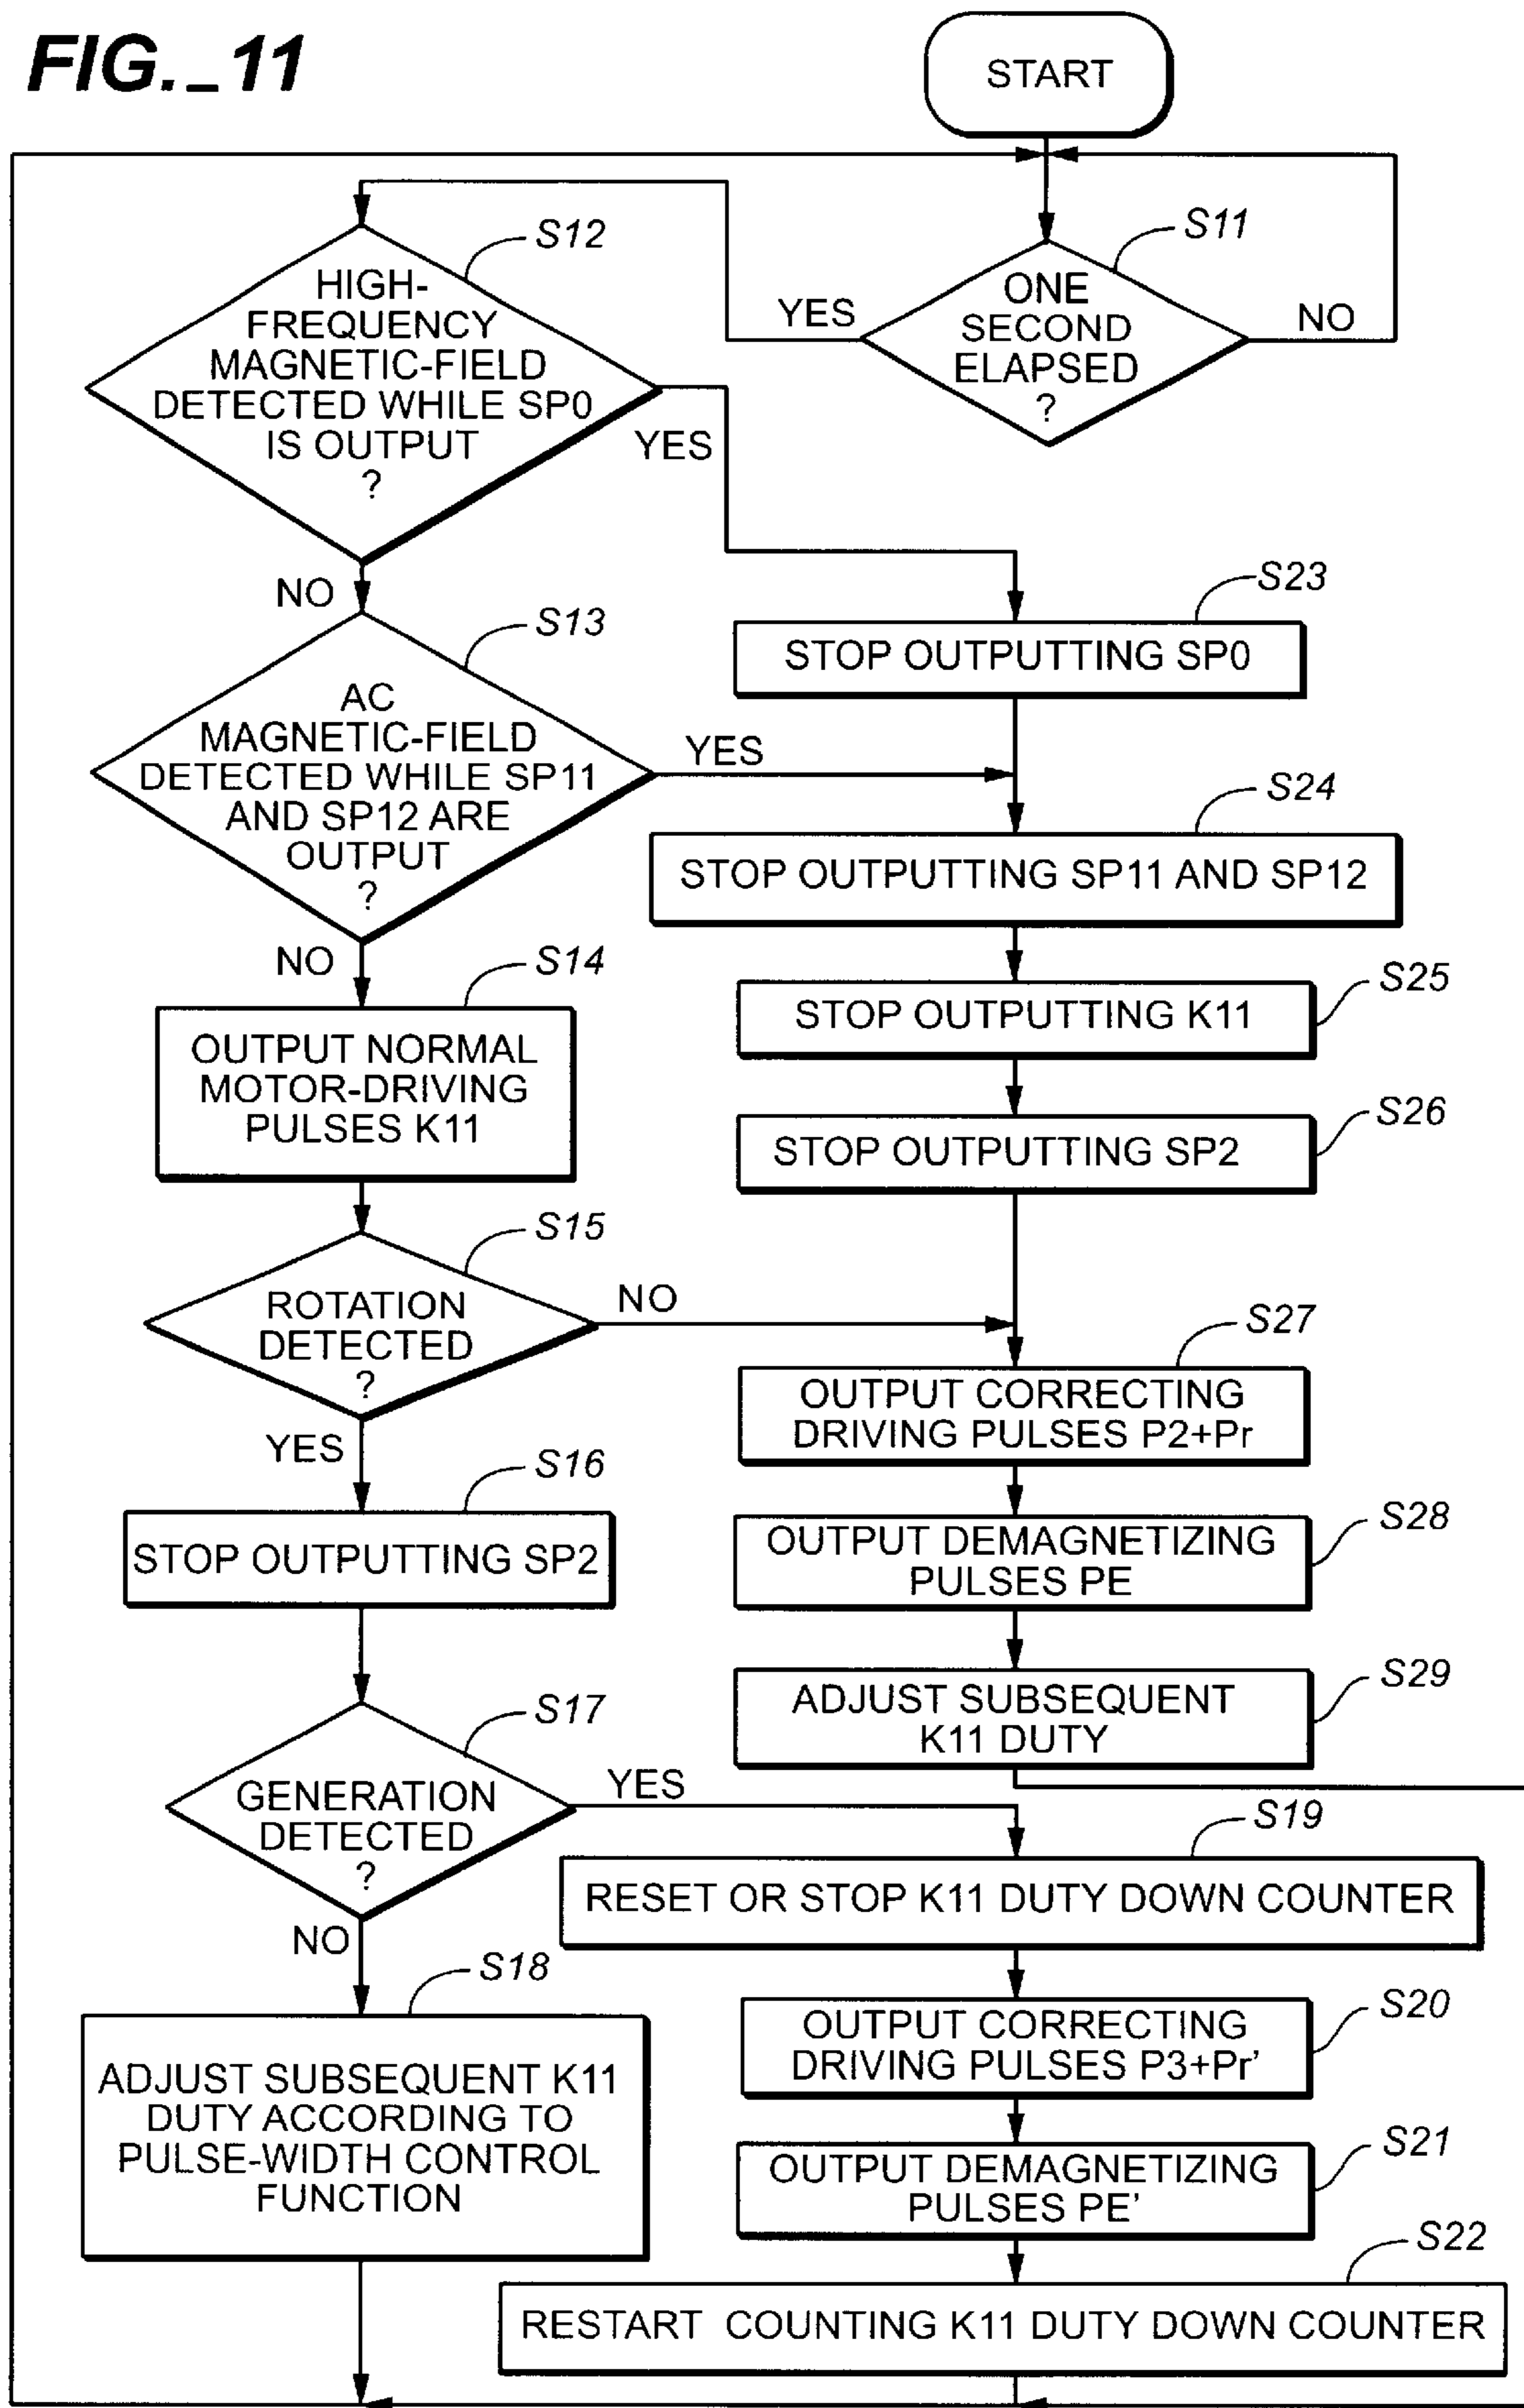 FIG._11
START
S11
ONE
SECOND
ELAPSED
?
YES
NO
S12
HIGH-
FREQUENCY
MAGNETIC-FIELD
DETECTED WHILE SP0
IS OUTPUT
?
YES
NO
S13
AC
MAGNETIC-FIELD
DETECTED WHILE SP11
AND SP12 ARE
OUTPUT
?
YES
NO
S14
OUTPUT NORMAL
MOTOR-DRIVING
PULSES K11
S15
ROTATION
DETECTED
?
NO
YES
S16
STOP OUTPUTTING SP2
S17
GENERATION
DETECTED
?
YES
NO
S18
ADJUST SUBSEQUENT K11
DUTY ACCORDING TO
PULSE-WIDTH CONTROL
FUNCTION
S23
STOP OUTPUTTING SP0
S24
STOP OUTPUTTING SP11 AND SP12
S25
STOP OUTPUTTING K11
S26
STOP OUTPUTTING SP2
S27
OUTPUT CORRECTING
DRIVING PULSES P2+Pr
S28
OUTPUT DEMAGNETIZING
PULSES PE
S29
ADJUST SUBSEQUENT
K11 DUTY
S19
RESET OR STOP K11 DUTY DOWN COUNTER
S20
OUTPUT CORRECTING
DRIVING PULSES P3+Pr'
S21
OUTPUT DEMAGNETIZING
PULSES PE'
S22
RESTART COUNTING K11 DUTY DOWN COUNTER